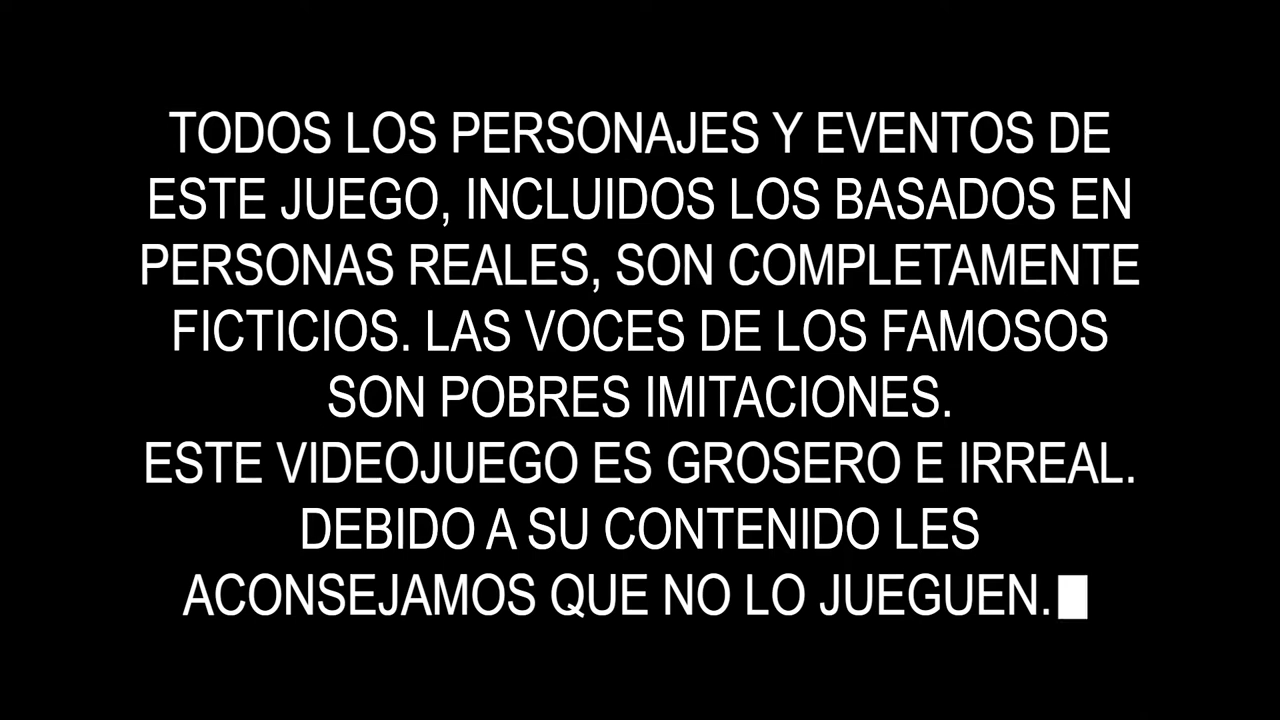 TODOS LOS PERSONAJES Y EVENTOS DE
ESTE JUEGO, INCLUIDOS LOS BASADOS EN
PERSONAS REALES, SON COMPLETAMENTE
FICTICIOS. LAS VOCES DE LOS FAMOSOS
SON POBRES IMITACIONES.
ESTE VIDEOJUEGO ES GROSERO E IRREAL.
DEBIDO A SU CONTENIDO LES
ACONSEJAMOS QUE NO LO JUEGUEN.